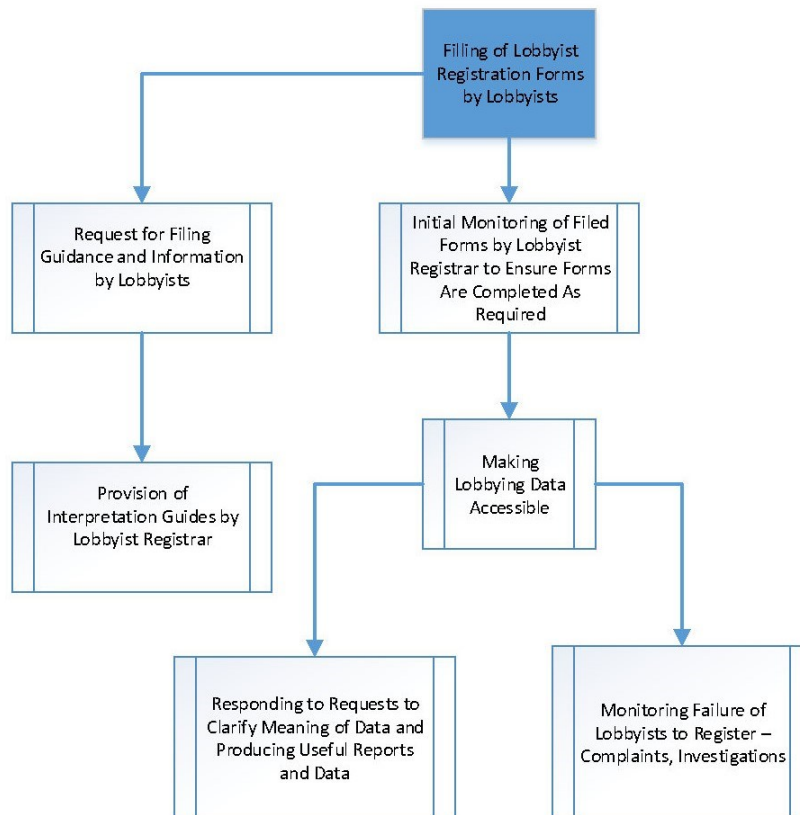 Filling of Lobbyist
Registration Forms
by Lobbyists
Request for Filing
Guidance and Information
by Lobbyists
Initial Monitoring of Filed
Forms by Lobbyist
Registrar to Ensure Forms
Are Completed As
Required
Provision of
Interpretation Guides by
Lobbyist Registrar
Making
Lobbying Data
Accessible
Responding to Requests to
Clarify Meaning of Data and
Producing Useful Reports
and Data
Monitoring Failure of
Lobbyists to Register –
Complaints, Investigations